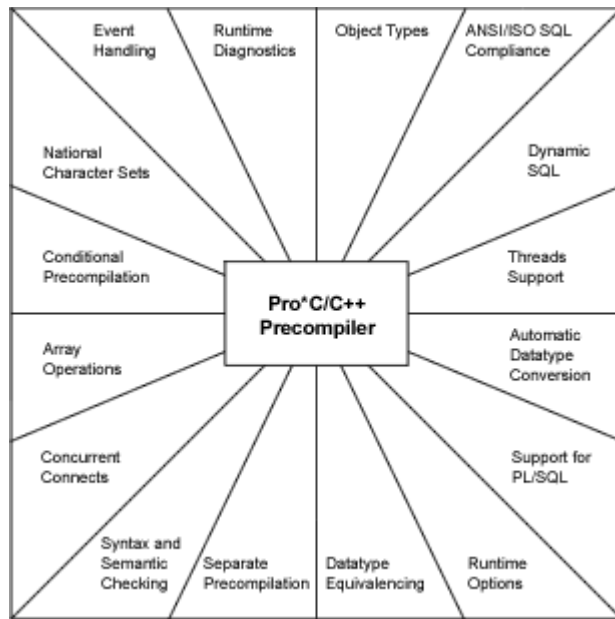 Event
Handling
Runtime
Diagnostics
Object Types
ANSI/ISO SQL
Compliance
National
Character Sets
Dynamic
SQL
Conditional
Precompilation
Threads
Support
Pro*C/C++
Precompiler
Array
Operations
Automatic
Datatype
Conversion
Concurrent
Connects
Support for
PL/SQL
Syntax and
Semantic
Checking
Separate
Precompilation
Datatype
Equivalencing
Runtime
Options